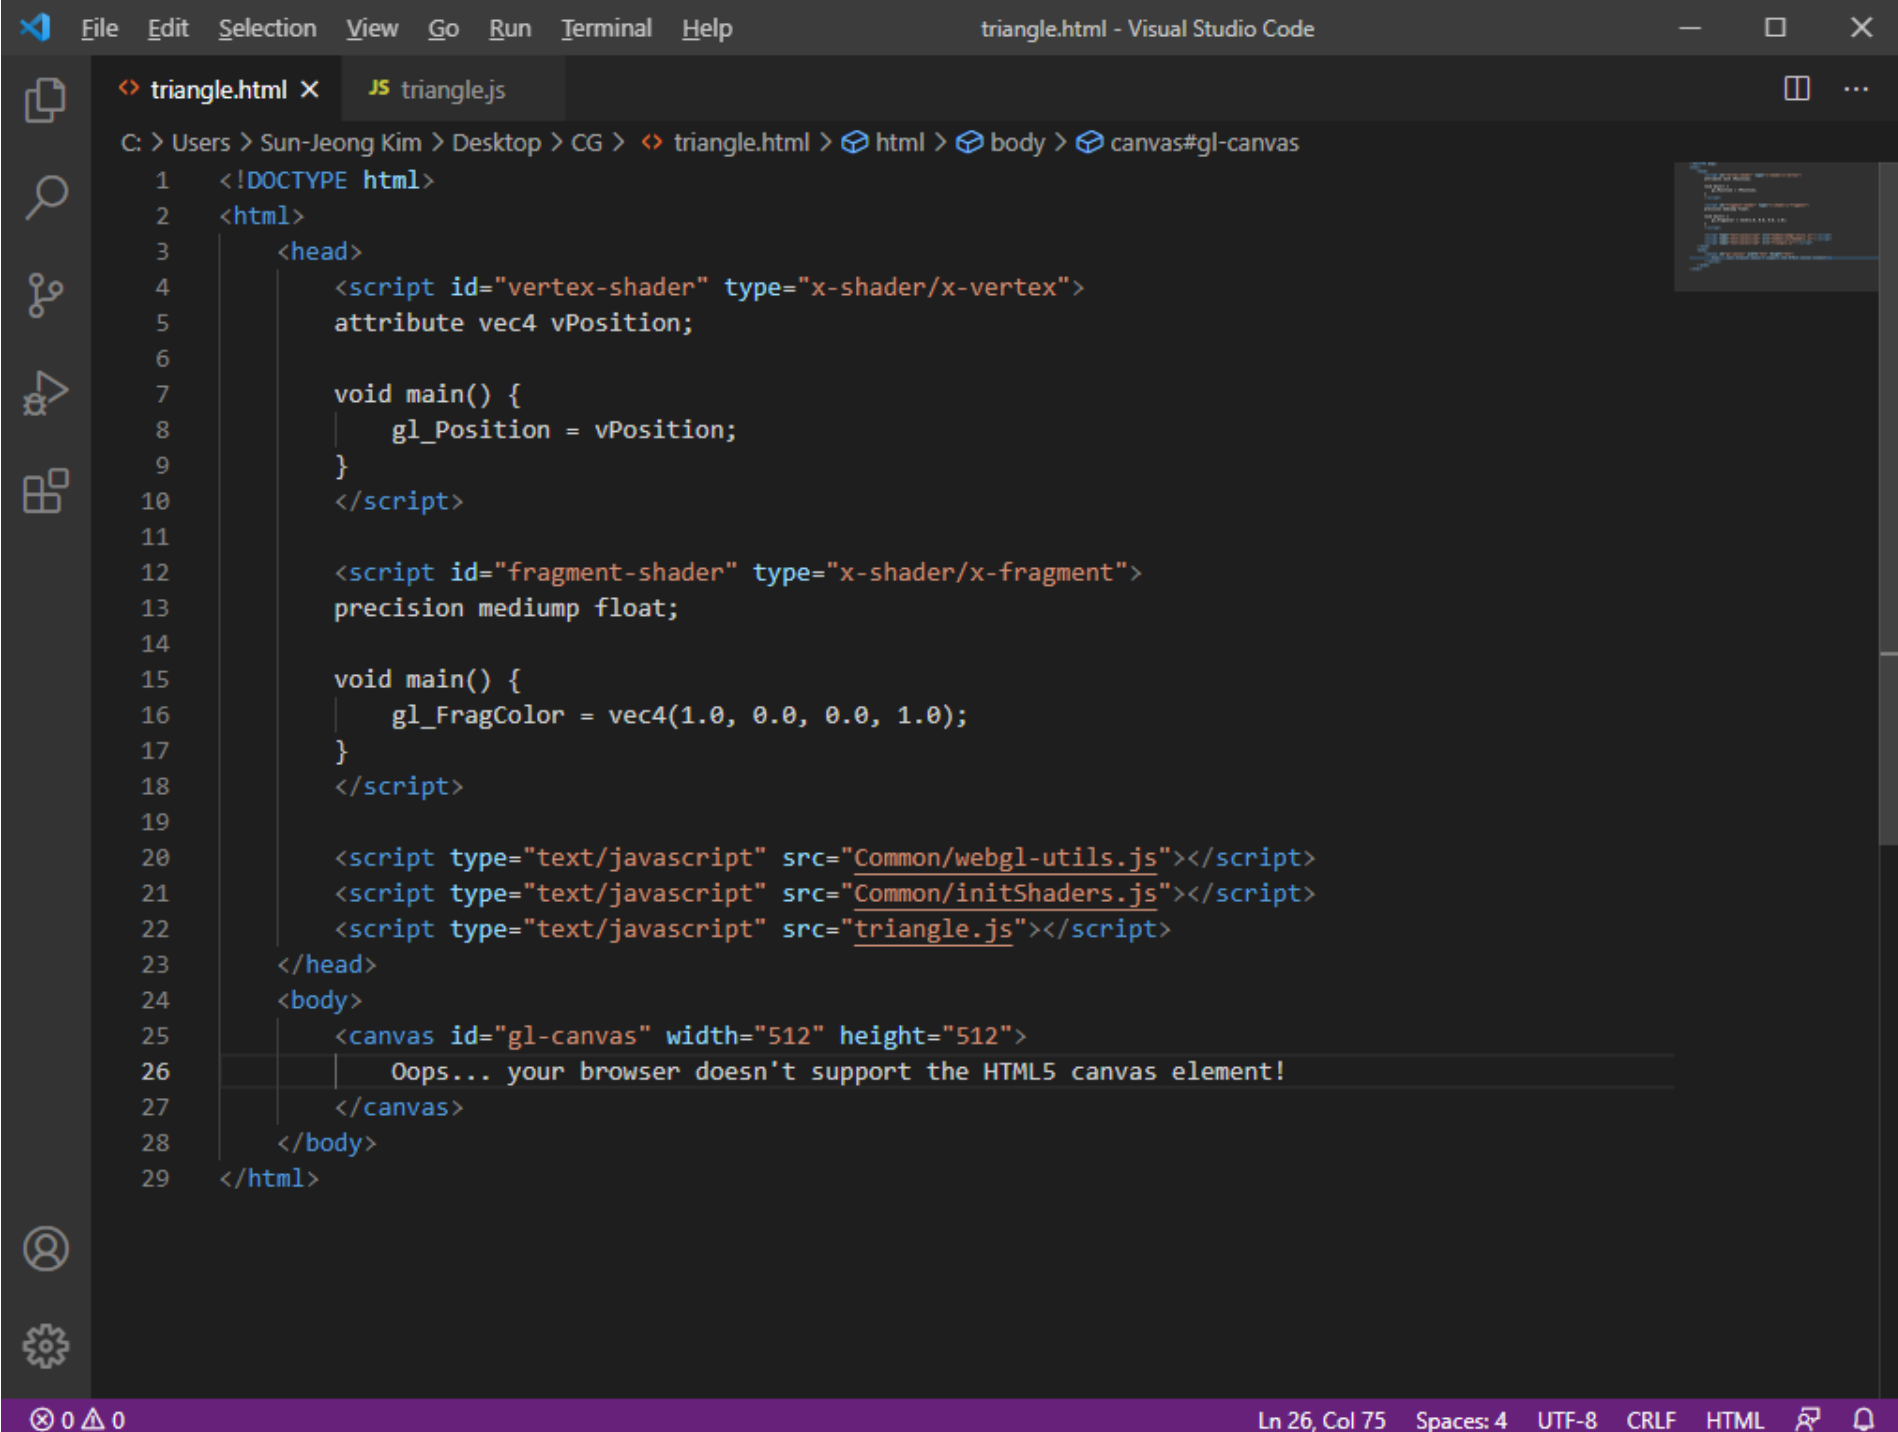 File Edit Selection View Go Run Terminal Help triangle.html - Visual Studio Code
triangle.html JS triangle.js
C: > Users > Sun-Jeong Kim > Desktop > CG > triangle.html > html > body > canvas#gl-canvas
1 <!DOCTYPE html>
2 <html>
3 <head>
4 <script id="vertex-shader" type="x-shader/x-vertex">
5 attribute vec4 vPosition;
6
7 void main() {
8 gl_Position = vPosition;
9 }
10 </script>
11
12 <script id="fragment-shader" type="x-shader/x-fragment">
13 precision mediump float;
14
15 void main() {
16 gl_FragColor = vec4(1.0, 0.0, 0.0, 1.0);
17 }
18 </script>
19
20 <script type="text/javascript" src="Common/webgl-utils.js"></script>
21 <script type="text/javascript" src="Common/initShaders.js"></script>
22 <script type="text/javascript" src="triangle.js"></script>
23 </head>
24 <body>
25 <canvas id="gl-canvas" width="512" height="512">
26 Oops... your browser doesn't support the HTML5 canvas element!
27 </canvas>
28 </body>
29 </html>
0 0 Ln 26, Col 75 Spaces: 4 UTF-8 CRLF HTML